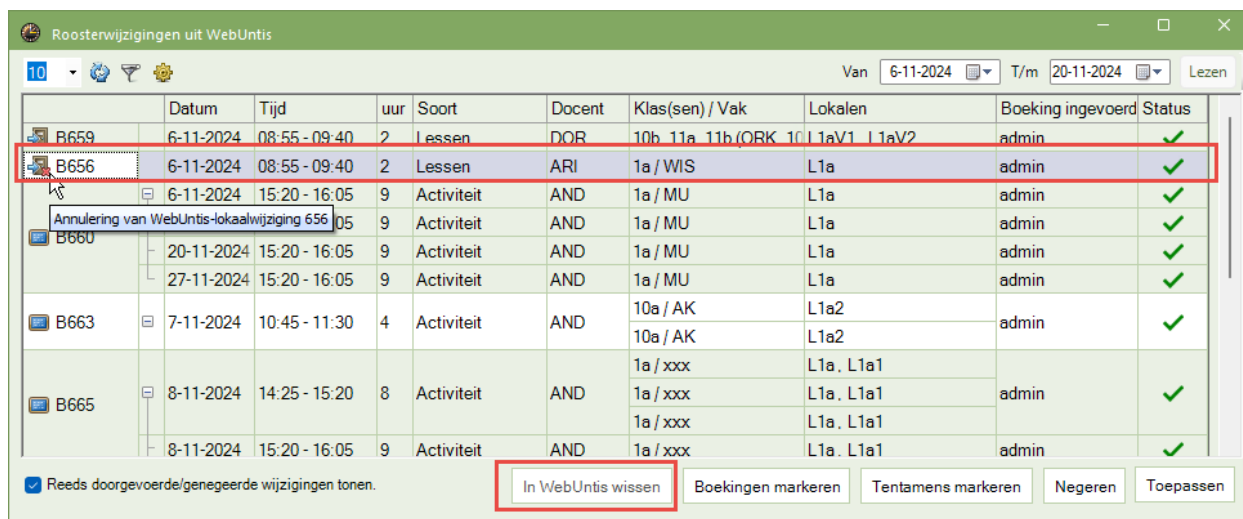 Roosterwijzigingen uit WebUntis
10 Van 6-11-2024 T/m 20-11-2024 Lezen
Datum Tijd uur Soort Docent Klas(sen) / Vak Lokalen Boeking ingevoerd Status
B659 6-11-2024 08:55 - 09:40 2 Lessen DOR 10b, 11a, 11b (ORK, 10 L1aV1, L1aV2 admin
B656 6-11-2024 08:55 - 09:40 2 Lessen ARI 1a / WIS L1a admin
6-11-2024 15:20 - 16:05 9 Activiteit AND 1a / MU L1a admin
Annulering van WebUntis-lokaalwijziging 656 05 9 Activiteit AND 1a / MU L1a admin
B660
20-11-2024 15:20 - 16:05 9 Activiteit AND 1a / MU L1a admin
27-11-2024 15:20 - 16:05 9 Activiteit AND 1a / MU L1a admin
10a / AK L1a2
B663 7-11-2024 10:45 - 11:30 4 Activiteit AND admin
10a / AK L1a2
1a / xxx L1a, L1a1
B665 8-11-2024 14:25 - 15:20 8 Activiteit AND 1a / xxx L1a, L1a1 admin
1a / xxx L1a, L1a1
8-11-2024 15:20 - 16:05 9 Activiteit AND 1a / xxx L1a, L1a1 admin
Reeds doorgevoerde/genegeerde wijzigingen tonen. In WebUntis wissen Boekingen markeren Tentamens markeren Negeren Toepassen